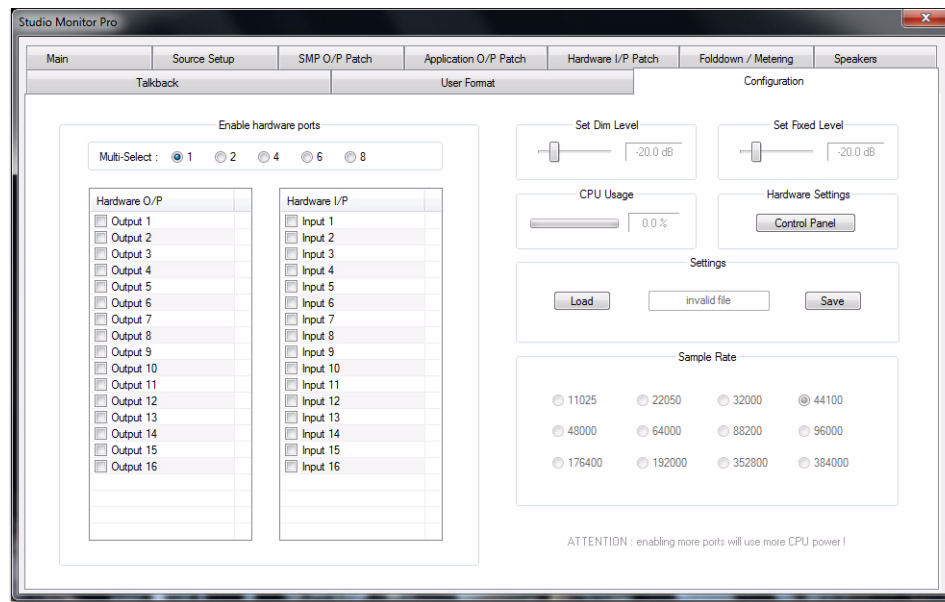 Studio Monitor Pro
Main Source Setup SMP O/P Patch Application O/P Patch Hardware I/P Patch Folddown / Metering Speakers
Talkback User Format Configuration
Enable hardware ports
Multi-Select : 1 2 4 6 8
Hardware O/P
Output 1
Output 2
Output 3
Output 4
Output 5
Output 6
Output 7
Output 8
Output 9
Output 10
Output 11
Output 12
Output 13
Output 14
Output 15
Output 16
Hardware I/P
Input 1
Input 2
Input 3
Input 4
Input 5
Input 6
Input 7
Input 8
Input 9
Input 10
Input 11
Input 12
Input 13
Input 14
Input 15
Input 16
Set Dim Level
-20.0 dB
Set Fixed Level
-20.0 dB
CPU Usage
0.0 %
Hardware Settings
Control Panel
Settings
Load invalid file Save
Sample Rate
11025 22050 32000 44100
48000 64000 88200 96000
176400 192000 352800 384000
ATTENTION : enabling more ports will use more CPU power !